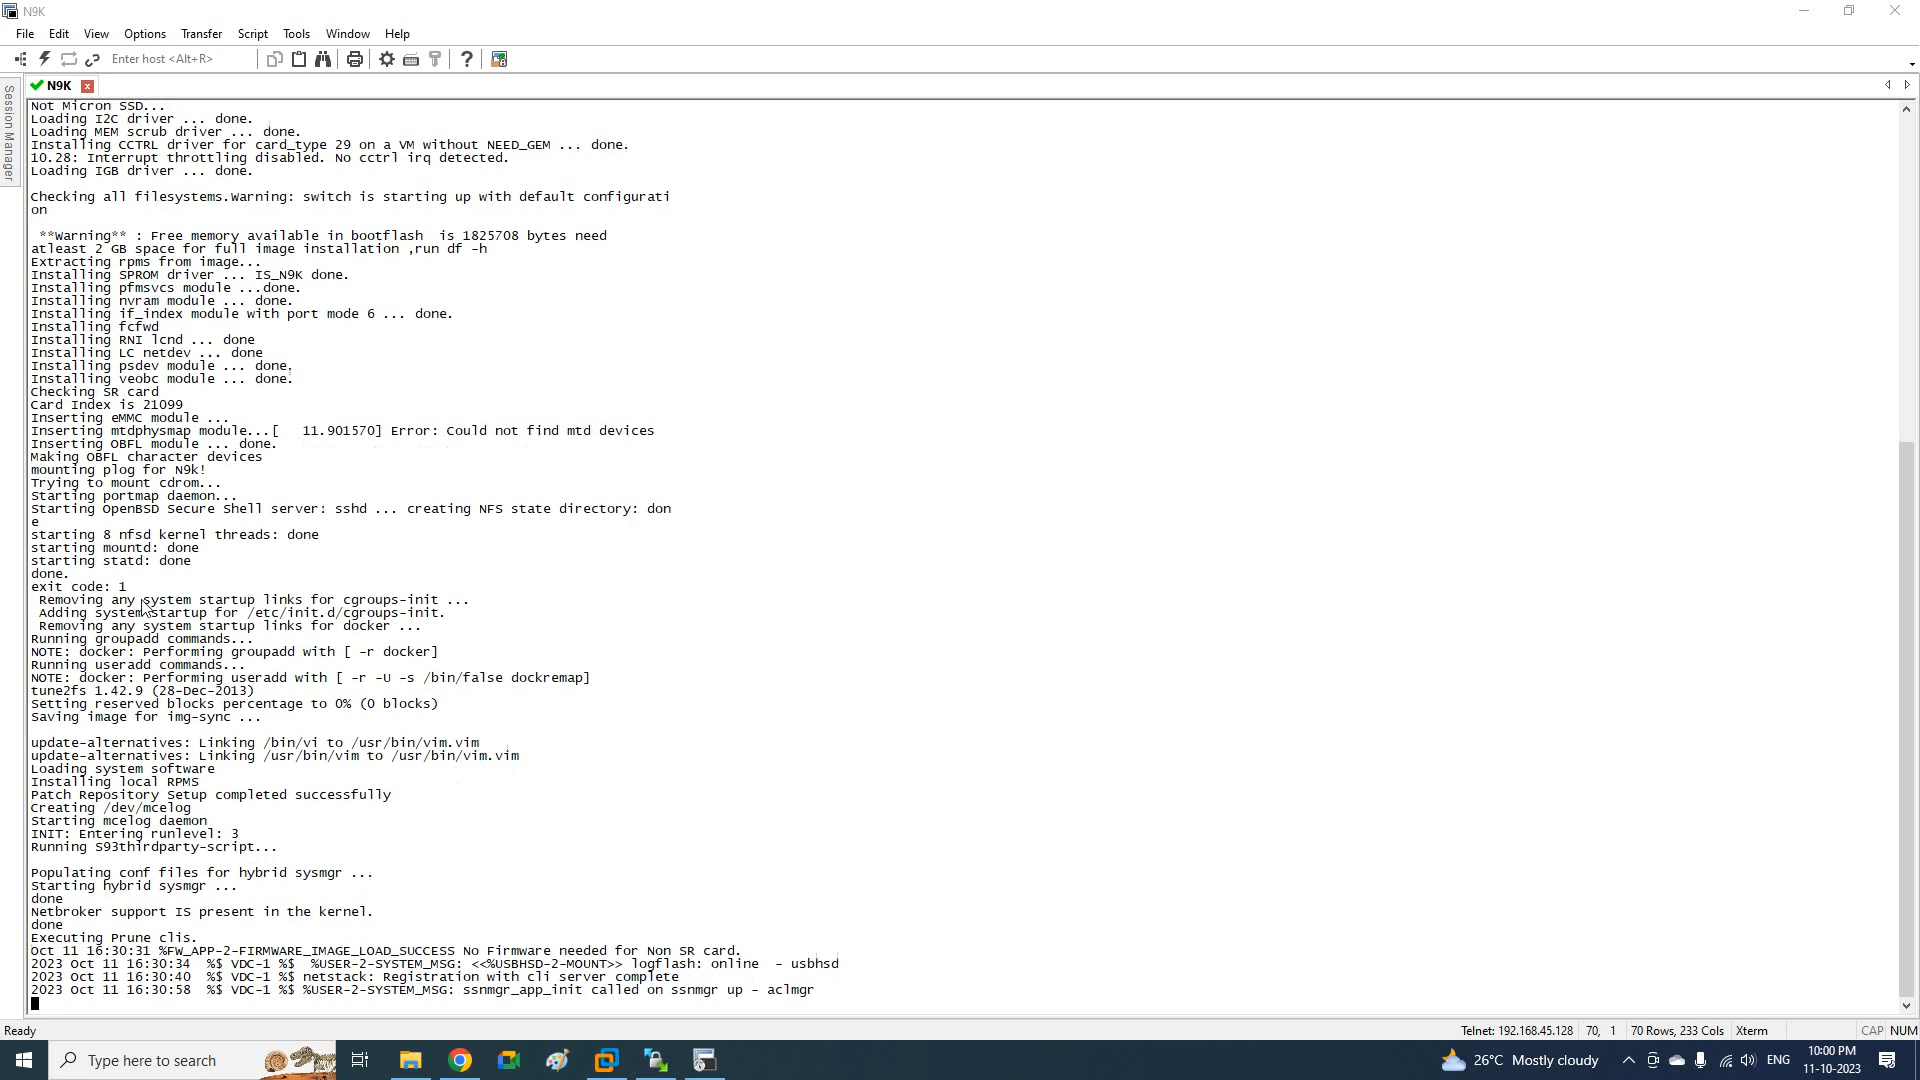 N9K
File Edit View Options Transfer Script Tools Window Help
Enter host <Alt+R>
N9K
Session Manager
Not Micron SSD...
Loading I2C driver ... done.
Loading MEM scrub driver ... done.
Installing CCTRL driver for card_type 29 on a VM without NEED_GEM ... done.
10.28: Interrupt throttling disabled. No cctrl irq detected.
Loading IGB driver ... done.
Checking all filesystems.Warning: switch is starting up with default configurati
on
**Warning** : Free memory available in bootflash  is 1825708 bytes need
atleast 2 GB space for full image installation ,run df -h
Extracting rpms from image...
Installing SPROM driver ... IS_N9K done.
Installing pfmsvcs module ...done.
Installing nvram module ... done.
Installing if_index module with port mode 6 ... done.
Installing fcfwd
Installing RNI lcnd ... done
Installing LC netdev ... done
Installing psdev module ... done.
Installing veobc module ... done.
Checking SR card
Card Index is 21099
Inserting eMMC module ...
Inserting mtdphysmap module...[   11.901570] Error: Could not find mtd devices
Inserting OBFL module ... done.
Making OBFL character devices
mounting plog for N9k!
Trying to mount cdrom...
Starting portmap daemon...
Starting OpenBSD Secure Shell server: sshd ... creating NFS state directory: don
e
starting 8 nfsd kernel threads: done
starting mountd: done
starting statd: done
done.
exit code: 1
Removing any system startup links for cgroups-init ...
Adding system startup for /etc/init.d/cgroups-init.
Removing any system startup links for docker ...
Running groupadd commands...
NOTE: docker: Performing groupadd with [ -r docker]
Running useradd commands...
NOTE: docker: Performing useradd with [ -r -U -s /bin/false dockremap]
tune2fs 1.42.9 (28-Dec-2013)
Setting reserved blocks percentage to 0% (0 blocks)
Saving image for img-sync ...
update-alternatives: Linking /bin/vi to /usr/bin/vim.vim
update-alternatives: Linking /usr/bin/vim to /usr/bin/vim.vim
Loading system software
Installing local RPMS
Patch Repository Setup completed successfully
Creating /dev/mcelog
Starting mcelog daemon
INIT: Entering runlevel: 3
Running S93thirdparty-script...
Populating conf files for hybrid sysmgr ...
Starting hybrid sysmgr ...
done
Netbroker support IS present in the kernel.
done
Executing Prune clis.
Oct 11 16:30:31 %FW_APP-2-FIRMWARE_IMAGE_LOAD_SUCCESS No Firmware needed for Non SR card.
2023 Oct 11 16:30:34  %$ VDC-1 %$  %USER-2-SYSTEM_MSG: <<%USBHSD-2-MOUNT>> logflash: online  - usbhsd
2023 Oct 11 16:30:40  %$ VDC-1 %$ netstack: Registration with cli server complete
2023 Oct 11 16:30:58  %$ VDC-1 %$ %USER-2-SYSTEM_MSG: ssnmgr_app_init called on ssnmgr up - aclmgr
Ready Telnet: 192.168.45.128 70, 1 70 Rows, 233 Cols Xterm CAP NUM
Type here to search 26°C Mostly cloudy ENG 10:00 PM
11-10-2023